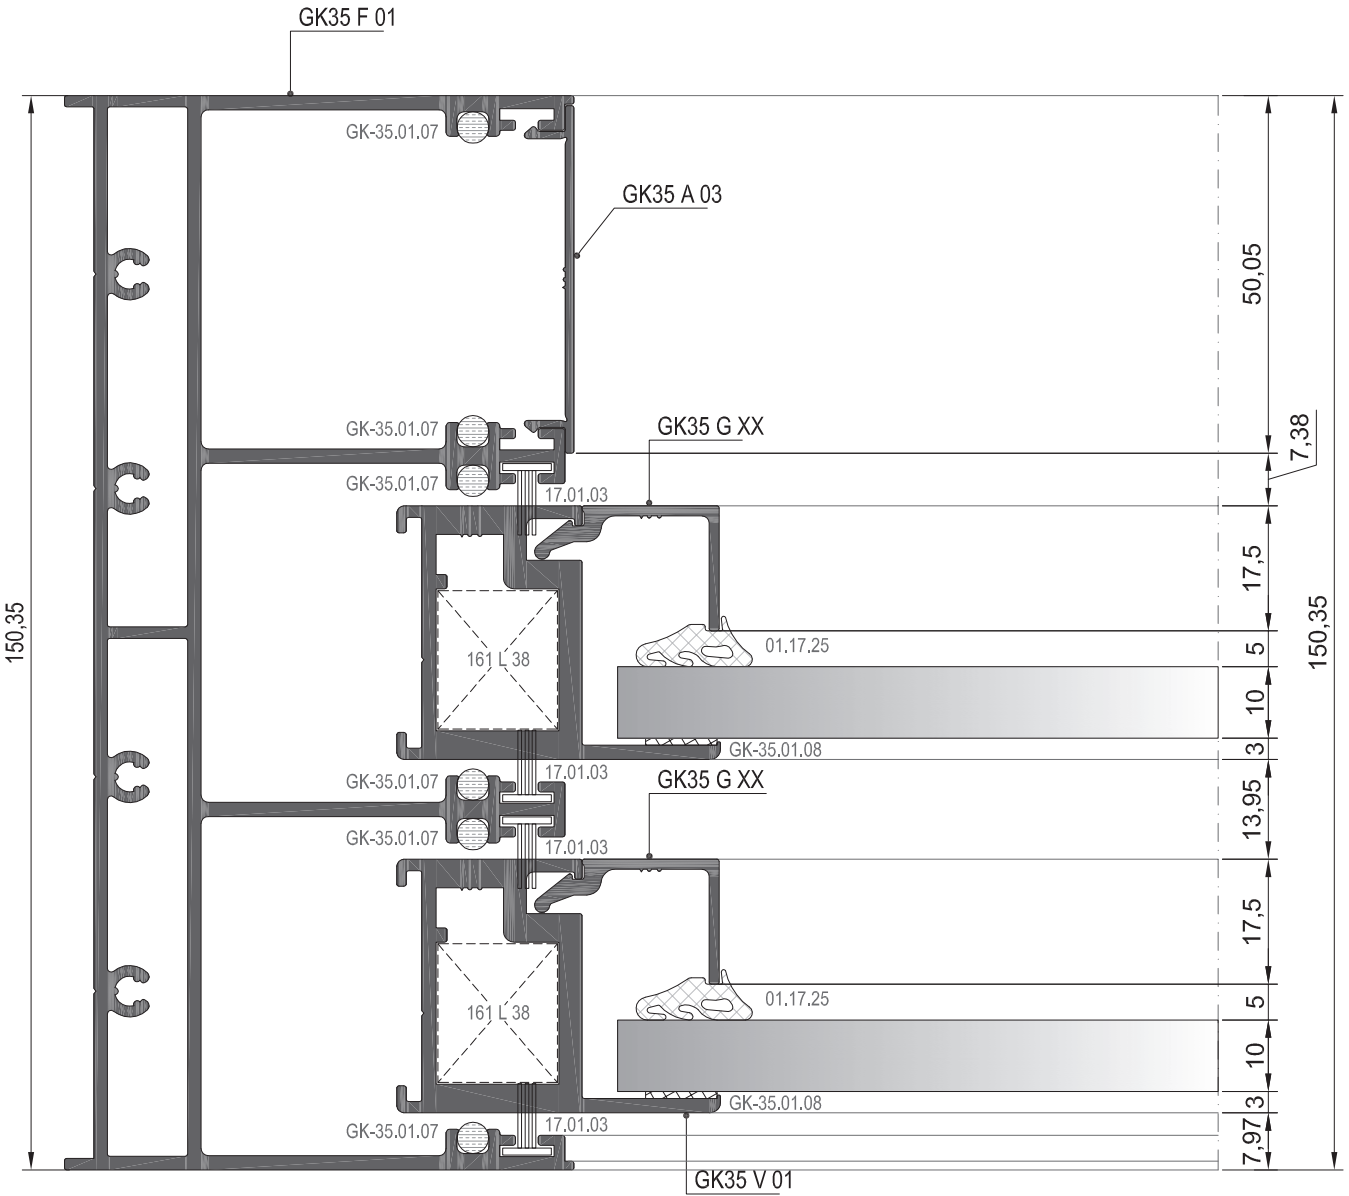 GK35 F 01
GK-35.01.07
GK35 A 03
50,05
GK-35.01.07
GK35 G XX
7,38
GK-35.01.07
17.01.03
17,5
150,35
150,35
161 L 38
01.17.25
5
10
GK-35.01.08
3
17.01.03
GK-35.01.07
GK35 G XX
13,95
GK-35.01.07
17.01.03
17,5
161 L 38
01.17.25
5
10
GK-35.01.08
3
GK-35.01.07
17.01.03
7,97
GK35 V 01